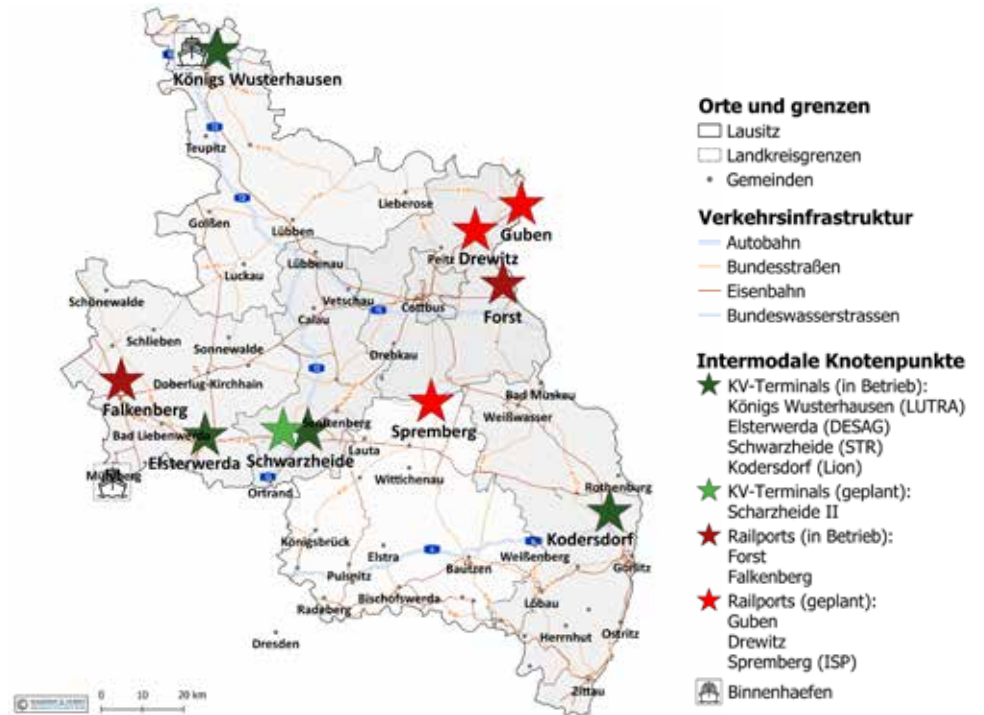 Königs Wusterhausen
Teupitz
Lieberose
Golßen
Lübben
Guben
Drewitz
Peitz
Lübbenau
Luckau
Schönewalde
Vetschau
Cottbus
Forst
Calau
Schlieben
Sonnewalde
Drebkau
Doberlug-Kirchhain
Falkenberg
Bad Muskau
Weißwasser
Spremberg
Bad Liebenwerda
Senftenberg
Elsterwerda
Schwarzheide
Lauta
Mühlberg
Ortrand
Wittichenau
Rothenburg
Kodersdorf
Königsbrück
Elstra
Weißenberg
Görlitz
Bautzen
Pulsnitz
Bischofswerda
Radeberg
Löbau
Dresden
Herrnhut
Ostritz
Zittau
©
0 10 20 km
Orte und grenzen
Lausitz
Landkreisgrenzen
Gemeinden
Verkehrsinfrastruktur
Autobahn
Bundesstraßen
Eisenbahn
Bundeswasserstrassen
Intermodale Knotenpunkte
KV-Terminals (in Betrieb):
Königs Wusterhausen (LUTRA)
Elsterwerda (DESAG)
Schwarzheide (STR)
Kodersdorf (Lion)
KV-Terminals (geplant):
Scharzheide II
Railports (in Betrieb):
Forst
Falkenberg
Railports (geplant):
Guben
Drewitz
Spremberg (ISP)
Binnenhaefen